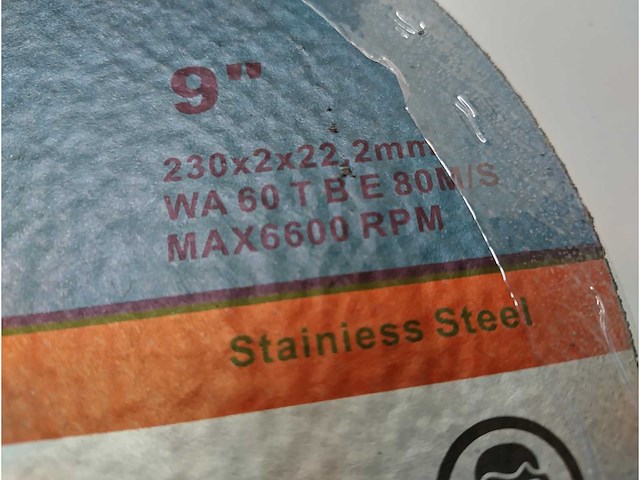 9"
230x2x22.2mm
WA 60 T B E 80M/S
MAX6600 RPM
Stainiess Steel